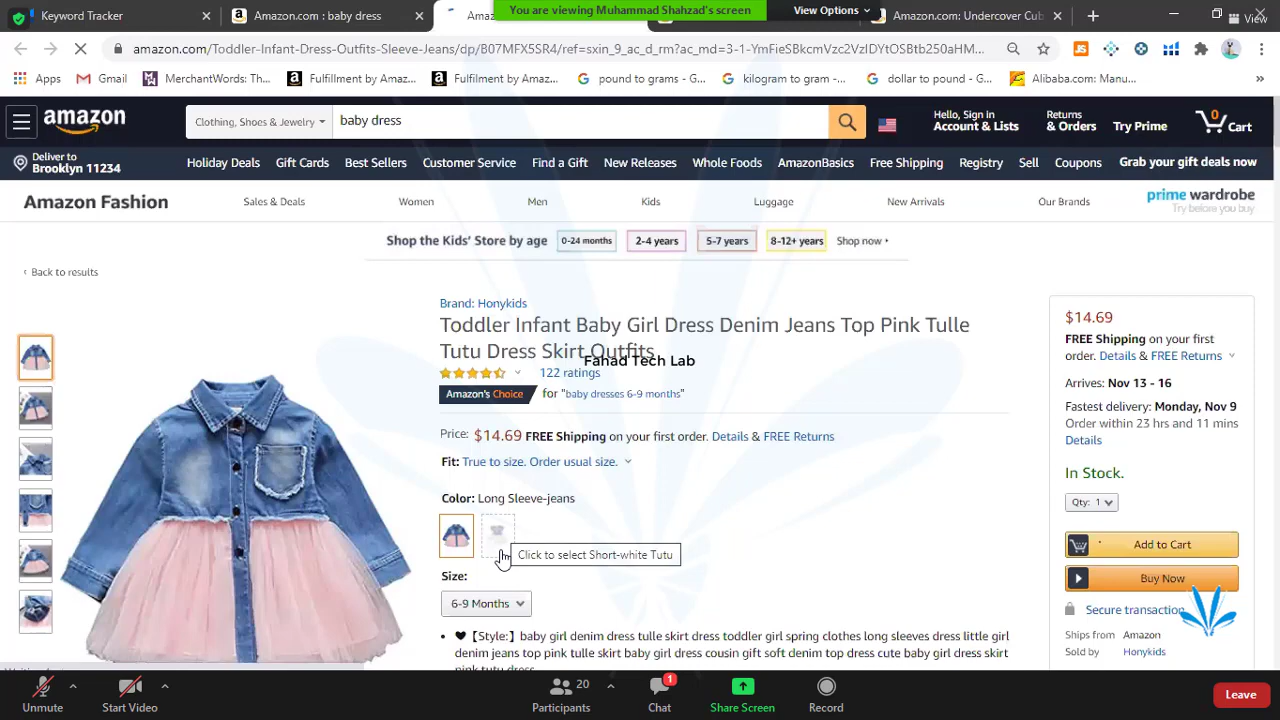 Keyword Tracker
Amazon.com : baby dress
Ama
You are viewing Muhammad Shahzad's screen
View Options
Amazon.com: Undercover Cub
View
amazon.com/Toddler-Infant-Dress-Outfits-Sleeve-Jeans/dp/B07MFX5SR4/ref=sxin_9_ac_d_rm?ac_md=3-1-YmFieSBkcmVzc2VzIDYtOSBtb250aHM...
Apps
Gmail
MerchantWords: Th...
Fulfillment by Amaz...
Fulfilment by Amaz...
pound to grams - G...
kilogram to gram -...
dollar to pound - G...
Alibaba.com: Manu...
amazon
Clothing, Shoes & Jewelry
baby dress
Hello, Sign in
Account & Lists
Returns
& Orders
Try Prime
0
Cart
Deliver to
Brooklyn 11234
Holiday Deals
Gift Cards
Best Sellers
Customer Service
Find a Gift
New Releases
Whole Foods
AmazonBasics
Free Shipping
Registry
Sell
Coupons
Grab your gift deals now
Amazon Fashion
Sales & Deals
Women
Men
Kids
Luggage
New Arrivals
Our Brands
prime wardrobe
Try before you buy
Shop the Kids' Store by age
0-24 months
2-4 years
5-7 years
8-12+ years
Shop now ▸
‹ Back to results
Brand: Honykids
Toddler Infant Baby Girl Dress Denim Jeans Top Pink Tulle
Tutu Dress Skirt Outfits
Fahad Tech Lab
122 ratings
Amazon's Choice
for "baby dresses 6-9 months"
Price: $14.69 FREE Shipping on your first order. Details & FREE Returns
Fit: True to size. Order usual size.
Color: Long Sleeve-jeans
Click to select Short-white Tutu
Size:
6-9 Months
• ♥【Style:】baby girl denim dress tulle skirt dress toddler girl spring clothes long sleeves dress little girl
denim jeans top pink tulle skirt baby girl dress cousin gift soft denim top dress cute baby girl dress skirt
pink tutu dress
$14.69
FREE Shipping on your first
order. Details & FREE Returns
Arrives: Nov 13 - 16
Fastest delivery: Monday, Nov 9
Order within 23 hrs and 11 mins
Details
In Stock.
Qty: 1
Add to Cart
Buy Now
Secure transaction
Ships from Amazon
Sold by Honykids
Unmute
Start Video
20
Participants
1
Chat
Share Screen
Record
Leave